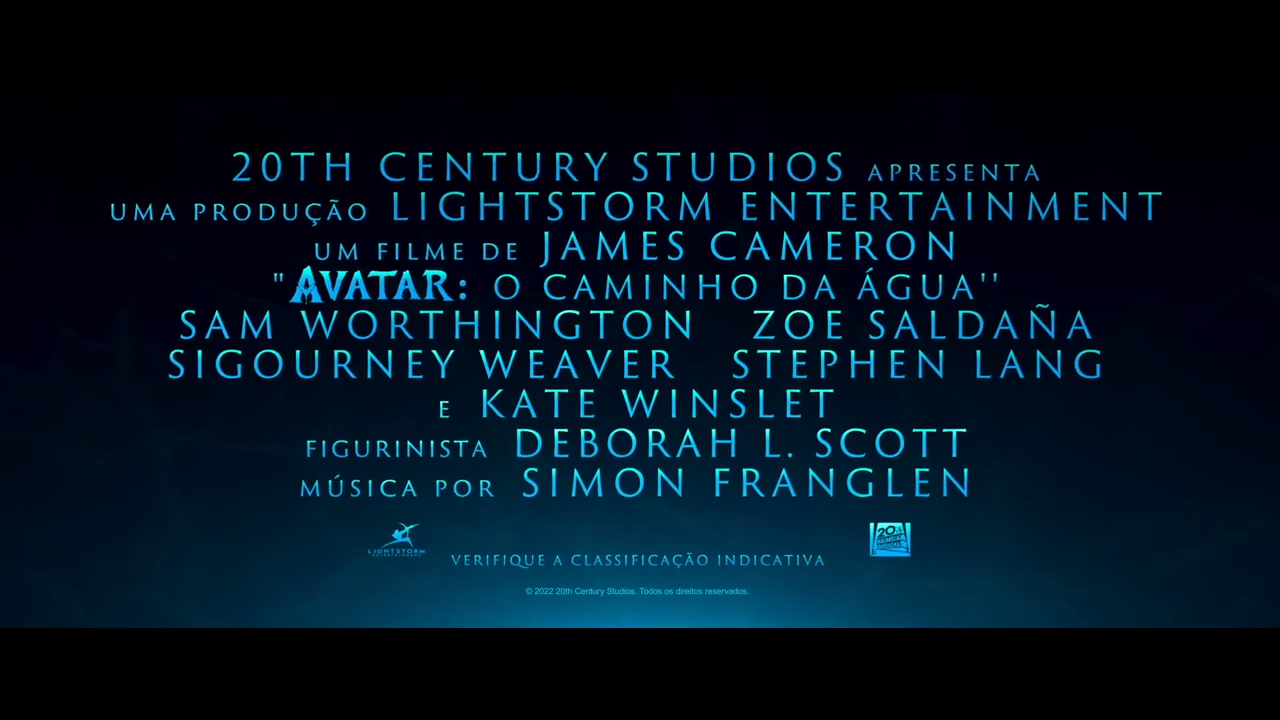 20TH CENTURY STUDIOS APRESENTA
UMA PRODUÇÃO LIGHTSTORM ENTERTAINMENT
UM FILME DE JAMES CAMERON
"AVATAR: O CAMINHO DA ÁGUA''
SAM WORTHINGTON ZOE SALDAÑA
SIGOURNEY WEAVER STEPHEN LANG
E KATE WINSLET
FIGURINISTA DEBORAH L. SCOTT
MÚSICA POR SIMON FRANGLEN
LIGHTSTORM
ENTERTAINMENT
20th CENTURY STUDIOS
VERIFIQUE A CLASSIFICAÇÃO INDICATIVA
© 2022 20th Century Studios. Todos os direitos reservados.